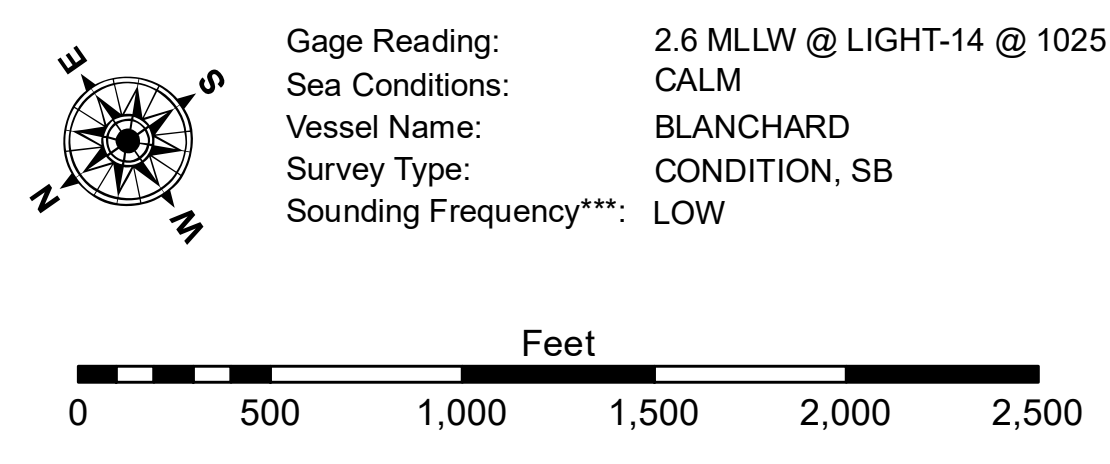 E
S
N
W
Gage Reading: 2.6 MLLW @ LIGHT-14 @ 1025
Sea Conditions: CALM
Vessel Name: BLANCHARD
Survey Type: CONDITION, SB
Sounding Frequency***: LOW
Feet
0 500 1,000 1,500 2,000 2,500